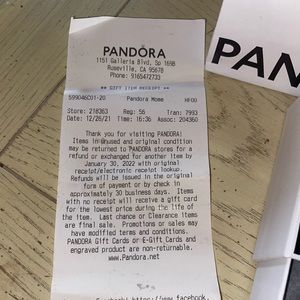 PANDÖRA
1151 Galleria Blvd, Sp 169B
Roseville, CA 95678
Phone: 9165472733
** GIFT ITEM RECEIPT **
599046C01-20 Pandora Mome HF00
Store: 218363 Reg: 56 Tran: 7993
Date: 12/26/21 Time: 16:36 Assoc: 204360
Thank you for visiting PANDORA!
Items in unused and original condition
may be returned to PANDORA stores for a
refund or exchanged for another item by
January 30, 2022 with original
receipt/electronic receipt lookup.
Refunds will be issued in the original
form of payment or by check in
approximately 30 business days. Items
with no receipt will receive a gift card
for the lowest price during the life of
the item. Last Chance or Clearance items
are final sale. Promotions or sales may
have modified terms and conditions.
PANDORA Gift Cards or E-Gift Cards and
engraved product are non-returnable.
www.Pandora.net
https://www.facebook.
PAN